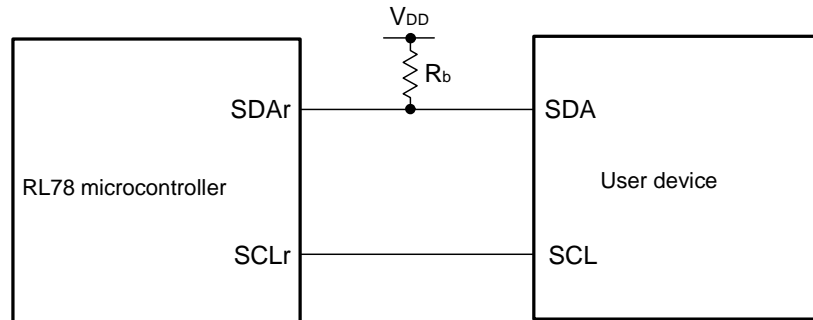 VDD
Rb
SDAr
SDA
RL78 microcontroller
User device
SCLr
SCL